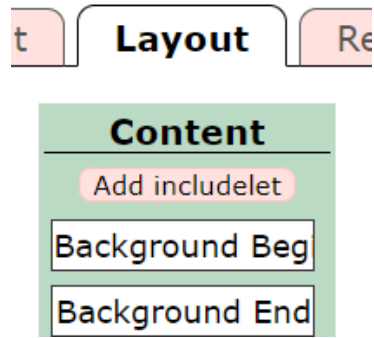 t Layout Re
Content
Add includelet
Background Begi
Background End